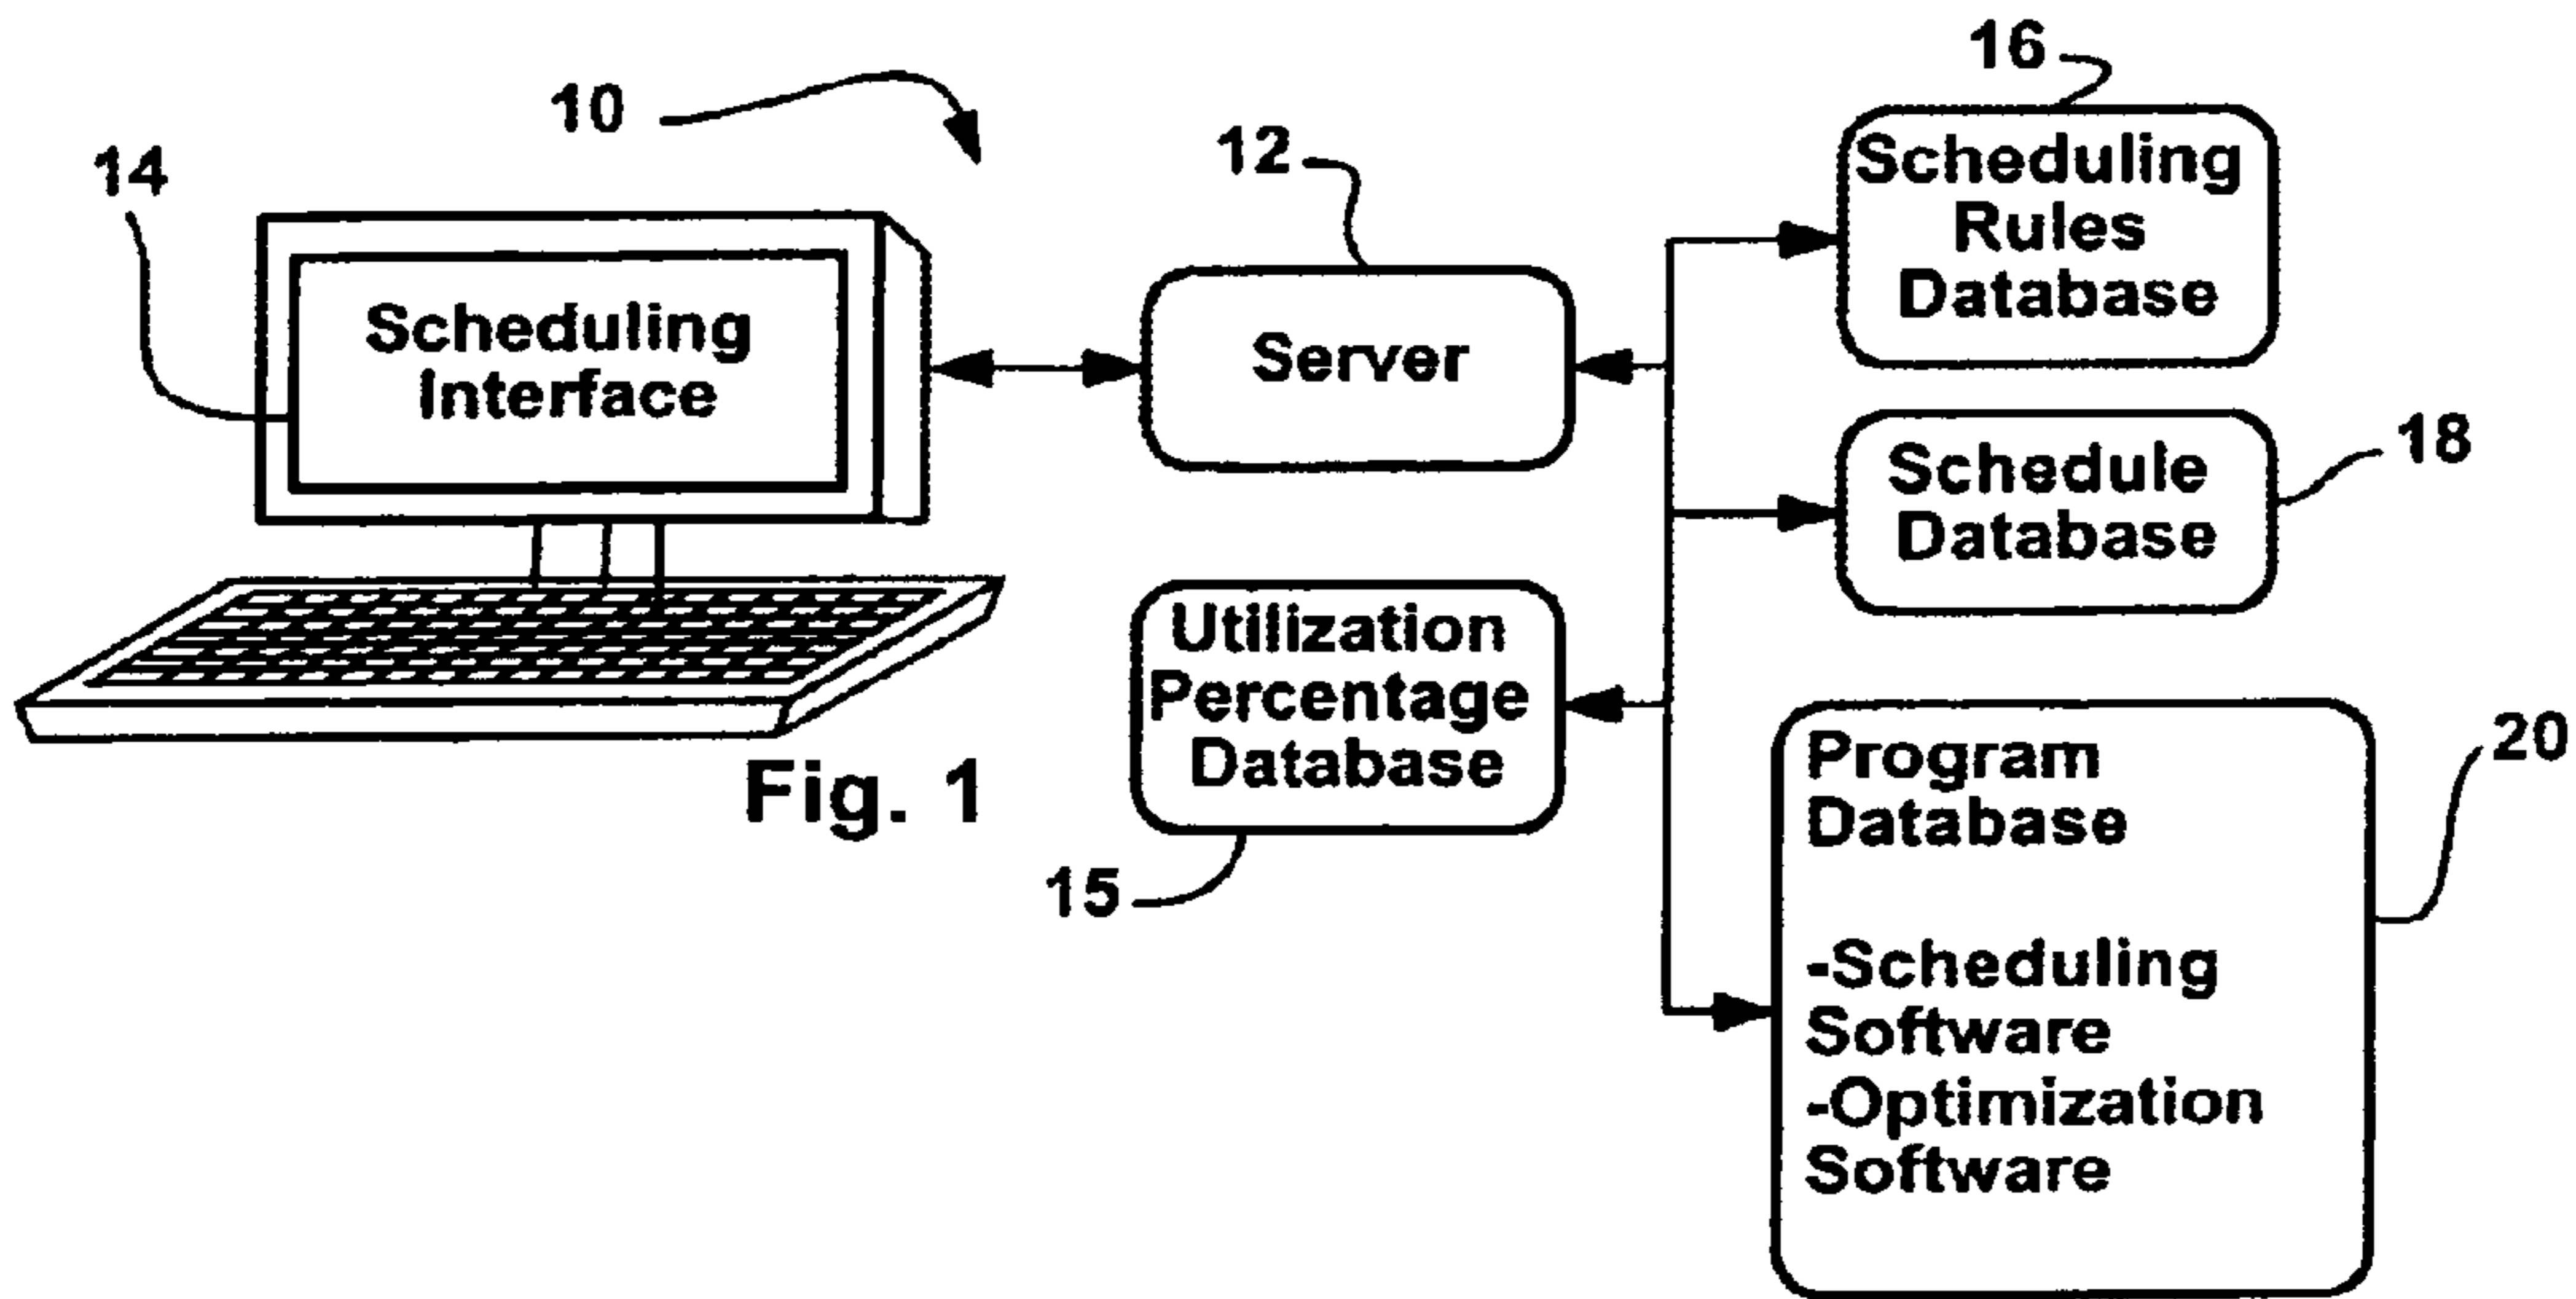 10
14
Scheduling
Interface
12
Server
16
Scheduling
Rules
Database
18
Schedule
Database
Utilization
Percentage
Database
15
20
Program
Database
-Scheduling
Software
-Optimization
Software
Fig. 1